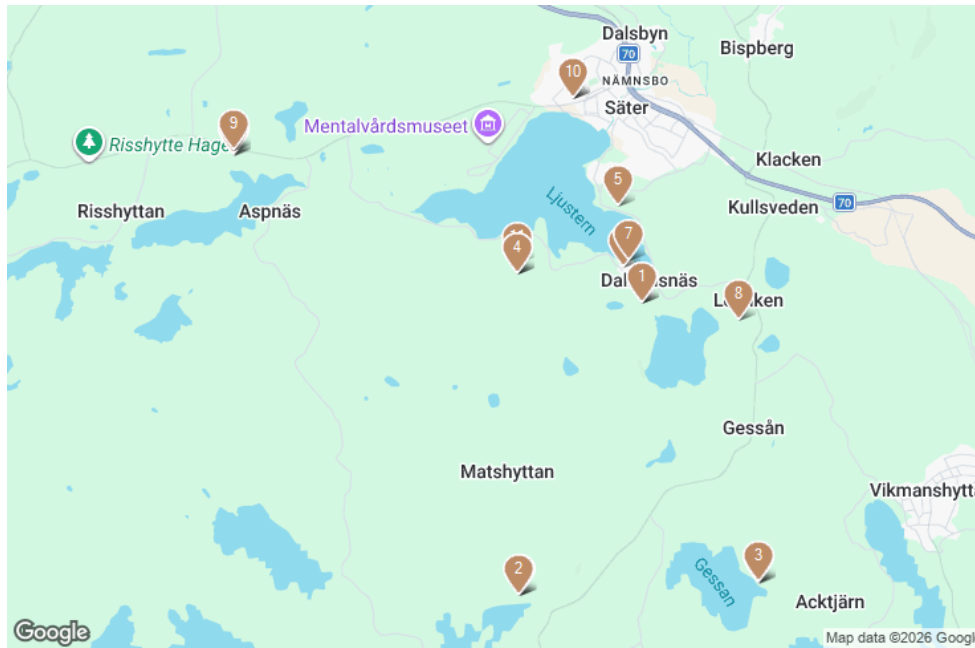 Dalsbyn
70
Bispberg
10
NÄMNSBO
Säter
9
Mentalvårdsmuseet
Risshytte Hage
Klacken
5
Ljustern
70
Kullsveden
Risshyttan
Aspnäs
4
7
1
8
Gessån
Matshyttan
Vikmanshytta
2
3
Gessan
Acktjärn
Google
Map data ©2026 Google